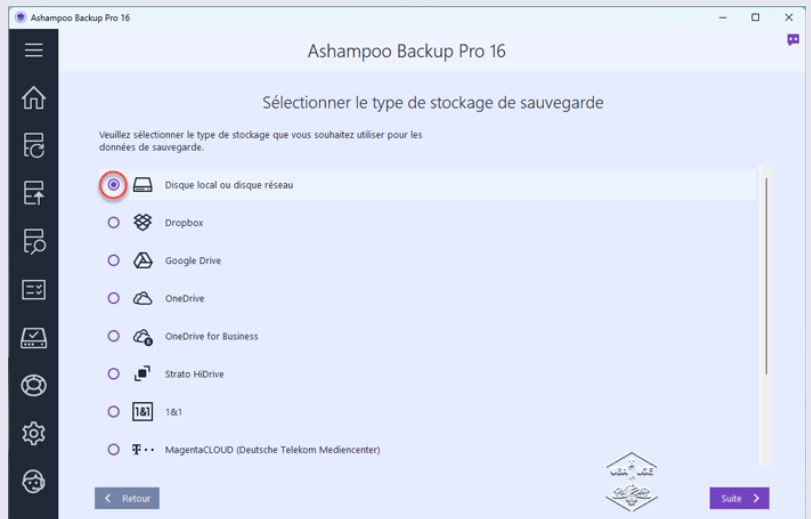 Ashampoo Backup Pro 16
Ashampoo Backup Pro 16
Sélectionner le type de stockage de sauvegarde
Veuillez sélectionner le type de stockage que vous souhaitez utiliser pour les
données de sauvegarde.
Disque local ou disque réseau
Dropbox
Google Drive
OneDrive
OneDrive for Business
Strato HiDrive
1&1 1&1
MagentaCLOUD (Deutsche Telekom Mediencenter)
Retour
Suite